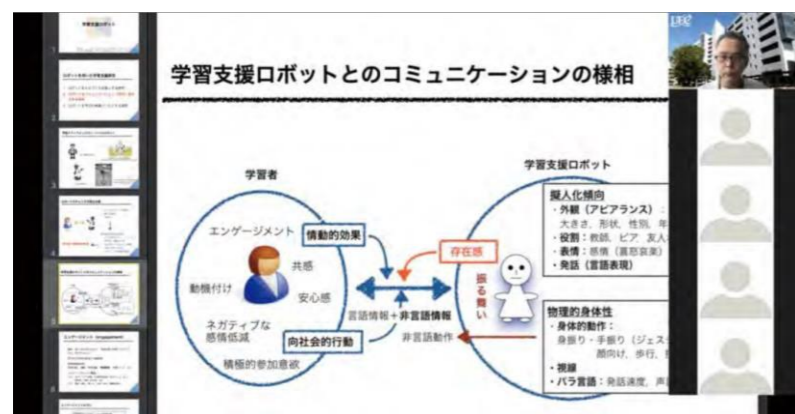 学習支援ロボット
学習支援ロボットとのコミュニケーションの様相
学習者
エンゲージメント
情動的効果
共感
動機付け
安心感
ネガティブな
感情低減
向社会的行動
積極的参加意欲
存在感
言語情報+非言語情報
非言語動作
学習支援ロボット
振る舞い
擬人化傾向
・外観（アピアランス）：
大きさ, 形状, 性別, 年
・役割：教師, ピア, 友人
・表情：感情（喜怒哀楽）
・発話（言語表現）
物理的身体性
・身体的動作：
身振り・手振り（ジェス
顔向け, 歩行,
・視線
・パラ言語：発話速度, 声